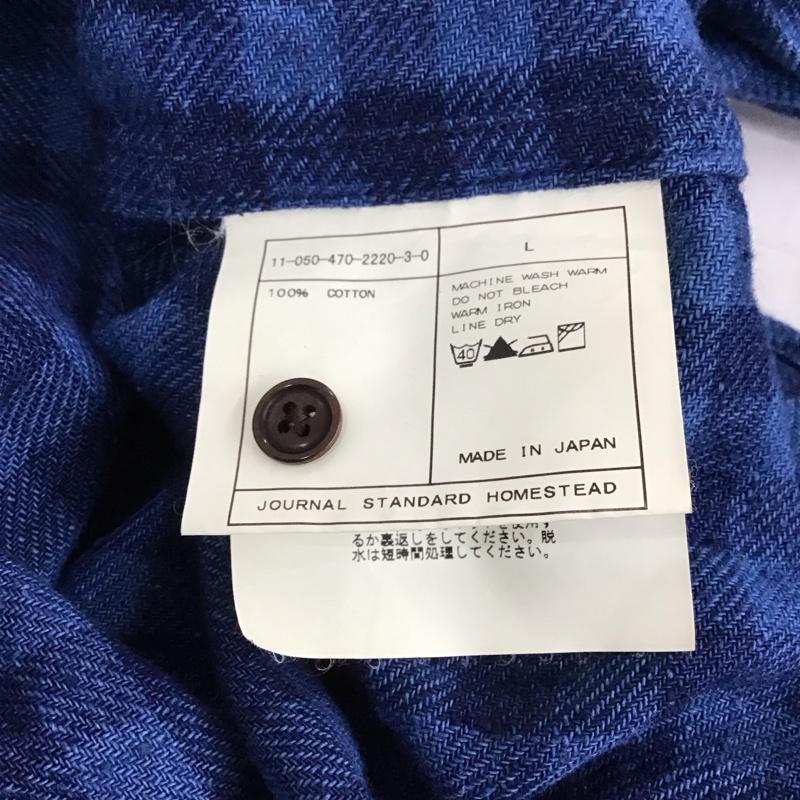 11-050-470-2220-3-0
L
100% COTTON
MACHINE WASH WARM
DO NOT BLEACH
WARM IRON
LINE DRY
40
MADE IN JAPAN
JOURNAL STANDARD HOMESTEAD
るか裏返しをしてください。脱
水は短時間処理してください。